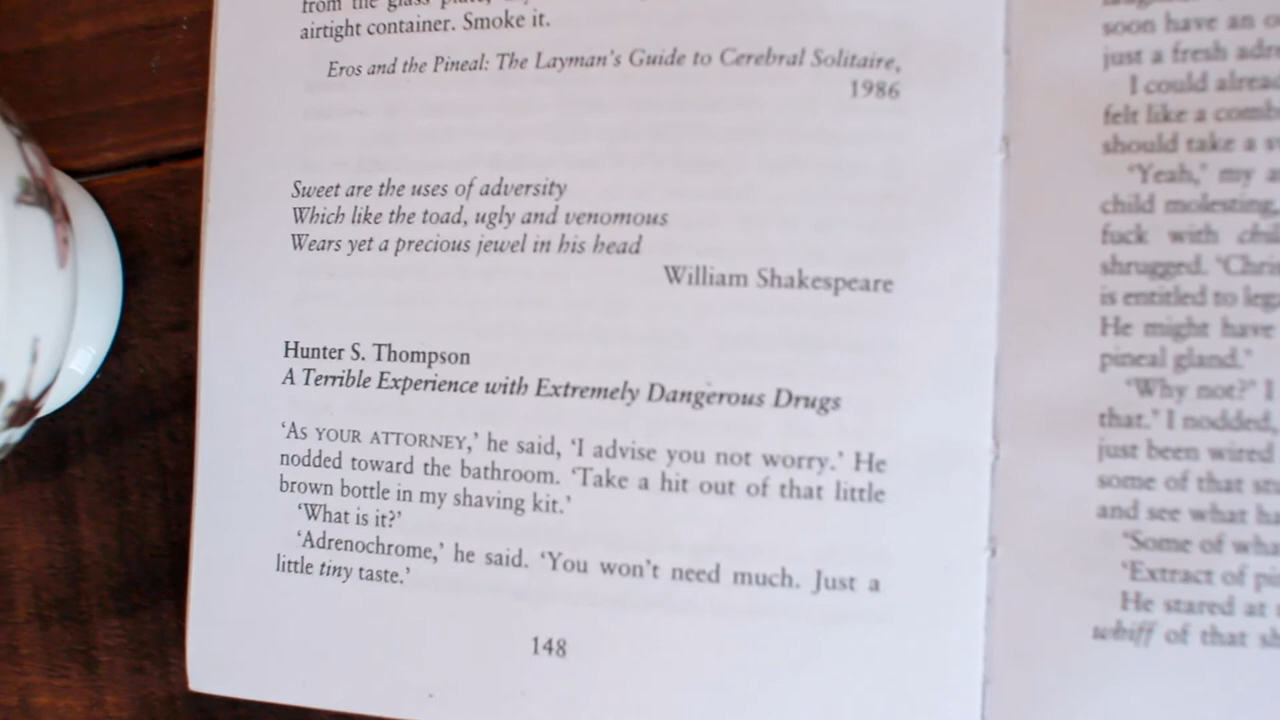 from the glass plate,
airtight container. Smoke it.
Eros and the Pineal: The Layman's Guide to Cerebral Solitaire,
1986
Sweet are the uses of adversity
Which like the toad, ugly and venomous
Wears yet a precious jewel in his head
William Shakespeare
Hunter S. Thompson
A Terrible Experience with Extremely Dangerous Drugs
‘AS YOUR ATTORNEY,’ he said, ‘I advise you not worry.’ He
nodded toward the bathroom. ‘Take a hit out of that little
brown bottle in my shaving kit.’
‘What is it?’
‘Adrenochrome,’ he said. ‘You won't need much. Just a
little tiny taste.’
148
soon have an
just a fresh
I could
felt like a
should take a
‘Yeah,’ my
child molesting,
fuck with
shrugged.
is entitled to
He might have
pineal gland.’
‘Why not?’ I
that.’ I nodded,
just been wired
some of that
and see what
‘Some of
‘Extract of
He stared at
whiff of that